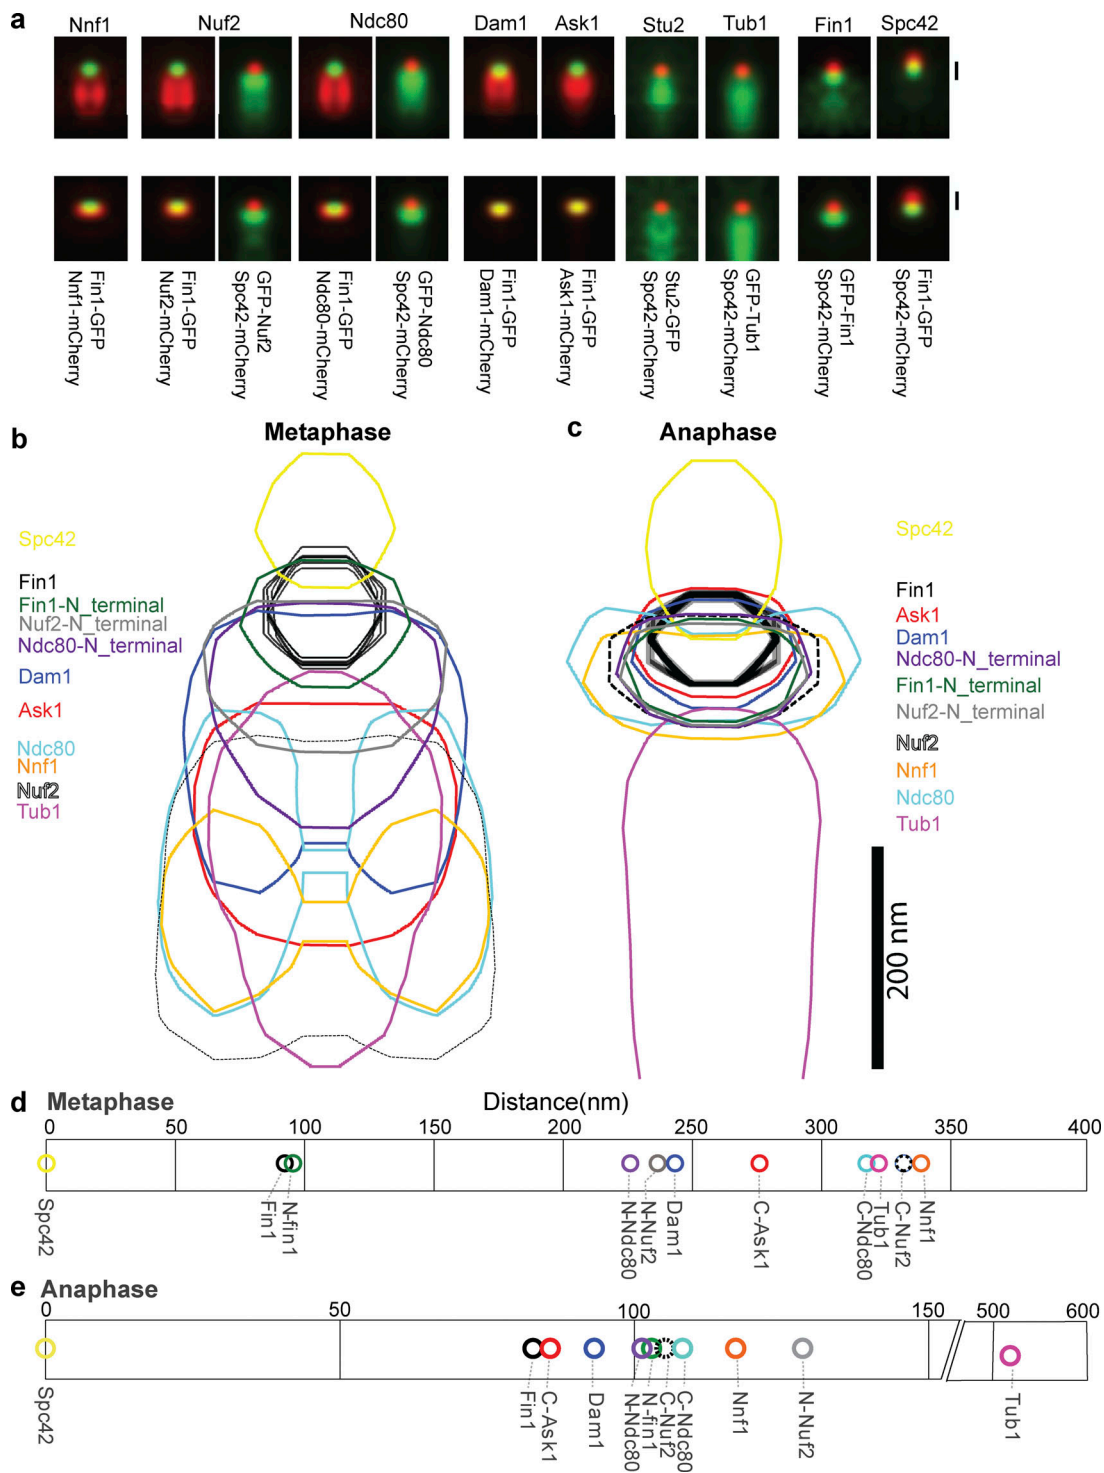 a
Nnf1 Nuf2 Ndc80 Dam1 Ask1 Stu2 Tub1 Fin1 Spc42
Fin1-GFP
Nnf1-mCherry
Fin1-GFP
Nuf2-mCherry
GFP-Nuf2
Spc42-mCherry
Fin1-GFP
Ndc80-mCherry
GFP-Ndc80
Spc42-mCherry
Fin1-GFP
Dam1-mCherry
Fin1-GFP
Ask1-mCherry
Stu2-GFP
Spc42-mCherry
GFP-Tub1
Spc42-mCherry
GFP-Fin1
Spc42-mCherry
Fin1-GFP
Spc42-mCherry
b Metaphase
Spc42
Fin1
Fin1-N_terminal
Nuf2-N_terminal
Ndc80-N_terminal
Dam1
Ask1
Ndc80
Nnf1
Nuf2
Tub1
c Anaphase
Spc42
Fin1
Ask1
Dam1
Ndc80-N_terminal
Fin1-N_terminal
Nuf2-N_terminal
Nuf2
Nnf1
Ndc80
Tub1
200 nm
d Metaphase Distance(nm)
0 50 100 150 200 250 300 350 400
Spc42
Fin1
N-fin1
N-Ndc80
N-Nuf2
Dam1
C-Ask1
C-Ndc80
Tub1
C-Nuf2
Nnf1
e Anaphase
0 50 100 150 500 600
Spc42
Fin1
C-Ask1
Dam1
N-Ndc80
N-fin1
C-Nuf2
C-Ndc80
Nnf1
N-Nuf2
Tub1